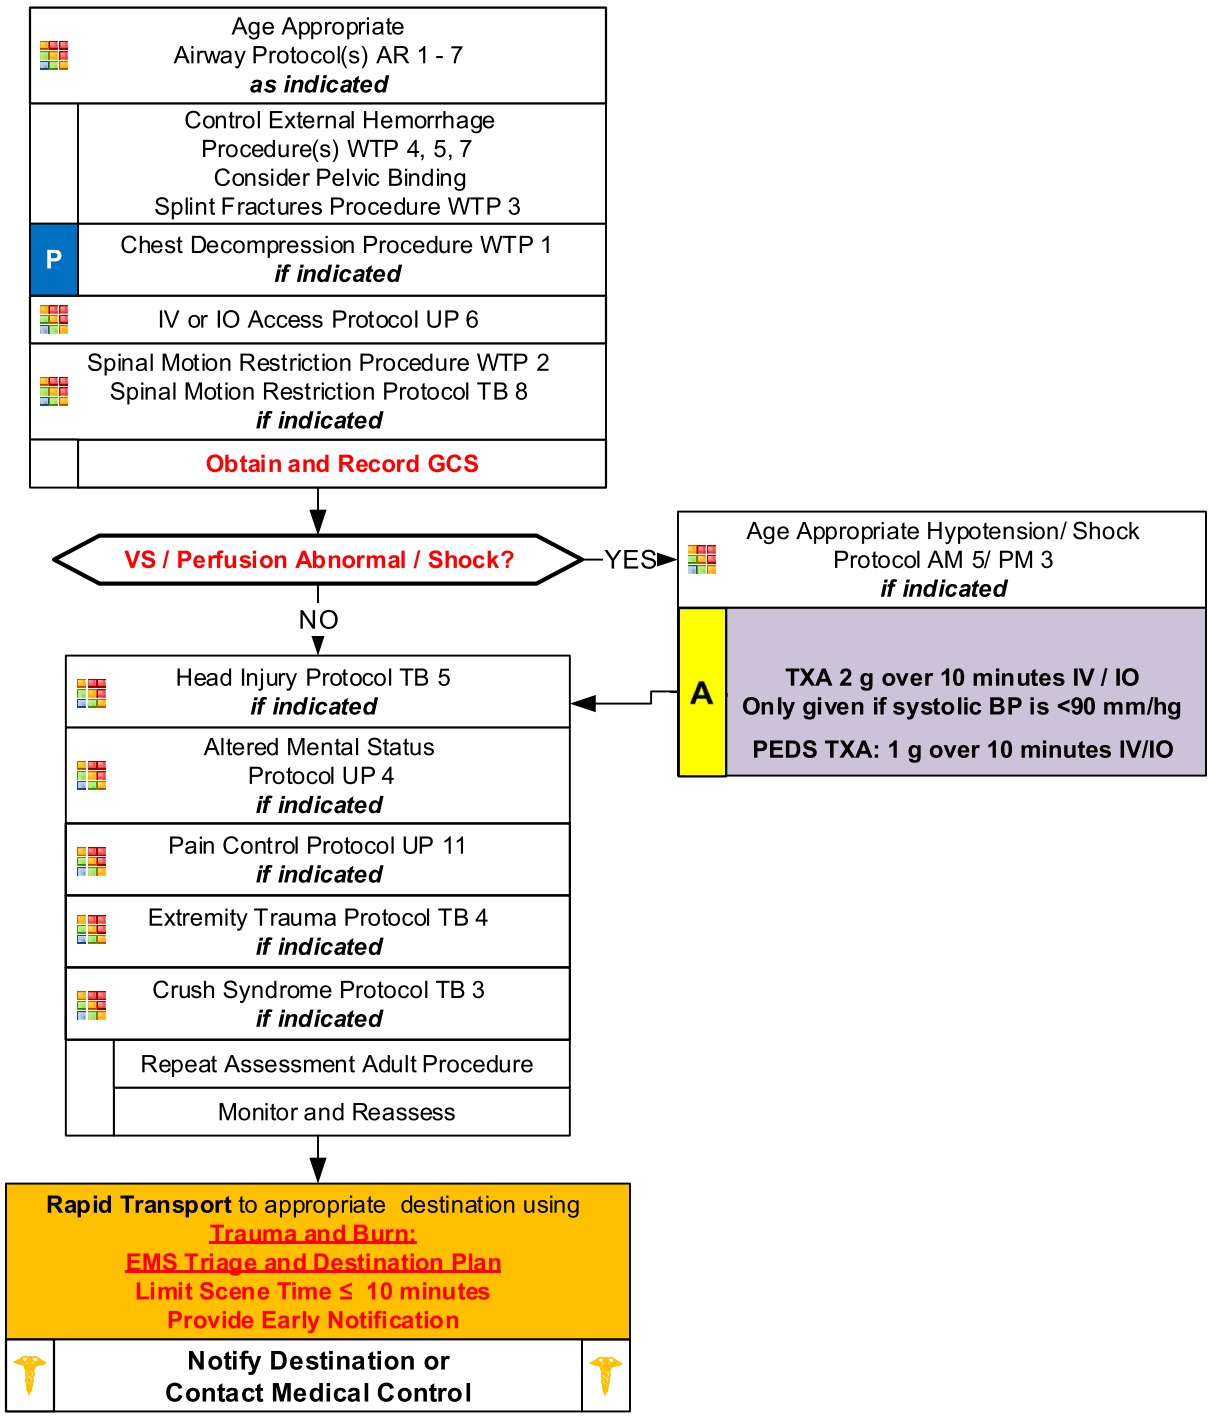 Age Appropriate
Airway Protocol(s) AR 1 - 7
as indicated
Control External Hemorrhage
Procedure(s) WTP 4, 5, 7
Consider Pelvic Binding
Splint Fractures Procedure WTP 3
P
Chest Decompression Procedure WTP 1
if indicated
IV or IO Access Protocol UP 6
Spinal Motion Restriction Procedure WTP 2
Spinal Motion Restriction Protocol TB 8
if indicated
Obtain and Record GCS
VS / Perfusion Abnormal / Shock?
YES
Age Appropriate Hypotension/ Shock
Protocol AM 5/ PM 3
if indicated
A
TXA 2 g over 10 minutes IV / IO
Only given if systolic BP is <90 mm/hg
PEDS TXA: 1 g over 10 minutes IV/IO
NO
Head Injury Protocol TB 5
if indicated
Altered Mental Status
Protocol UP 4
if indicated
Pain Control Protocol UP 11
if indicated
Extremity Trauma Protocol TB 4
if indicated
Crush Syndrome Protocol TB 3
if indicated
Repeat Assessment Adult Procedure
Monitor and Reassess
Rapid Transport to appropriate  destination using
Trauma and Burn:
EMS Triage and Destination Plan
Limit Scene Time ≤  10 minutes
Provide Early Notification
Notify Destination or
Contact Medical Control